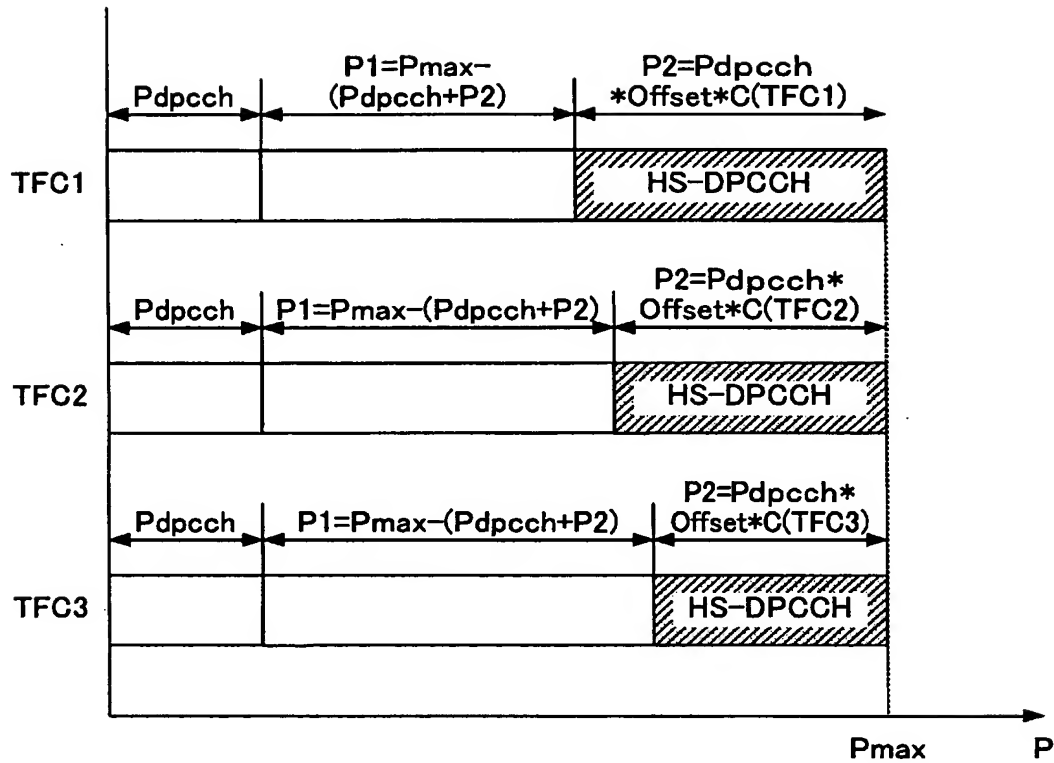 P1=Pmax-
(Pdpcch+P2)
P2=Pdpcch
*Offset*C(TFC1)
Pdpcch
TFC1
HS-DPCCH
P2=Pdpcch*
Offset*C(TFC2)
Pdpcch
P1=Pmax-(Pdpcch+P2)
TFC2
HS-DPCCH
P2=Pdpcch*
Offset*C(TFC3)
Pdpcch
P1=Pmax-(Pdpcch+P2)
TFC3
HS-DPCCH
Pmax
P